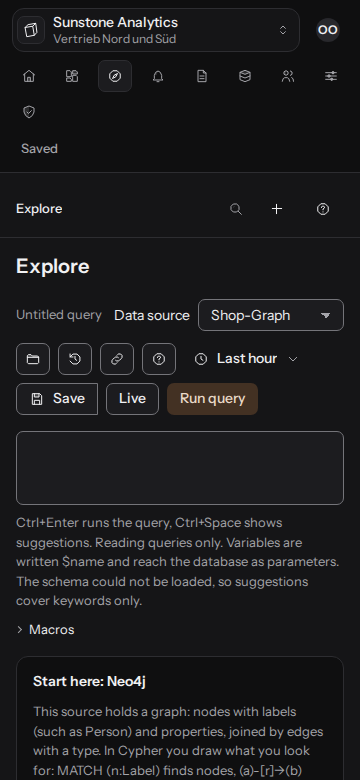 Sunstone Analytics
Vertrieb Nord und Süd
OO
Saved
Explore
Explore
Untitled query
Data source
Shop-Graph
Last hour
Save
Live
Run query
Ctrl+Enter runs the query, Ctrl+Space shows
suggestions. Reading queries only. Variables are
written $name and reach the database as parameters.
The schema could not be loaded, so suggestions
cover keywords only.
Macros
Start here: Neo4j
This source holds a graph: nodes with labels
(such as Person) and properties, joined by edges
with a type. In Cypher you draw what you look
for: MATCH (n:Label) finds nodes, (a)-[r]->(b)